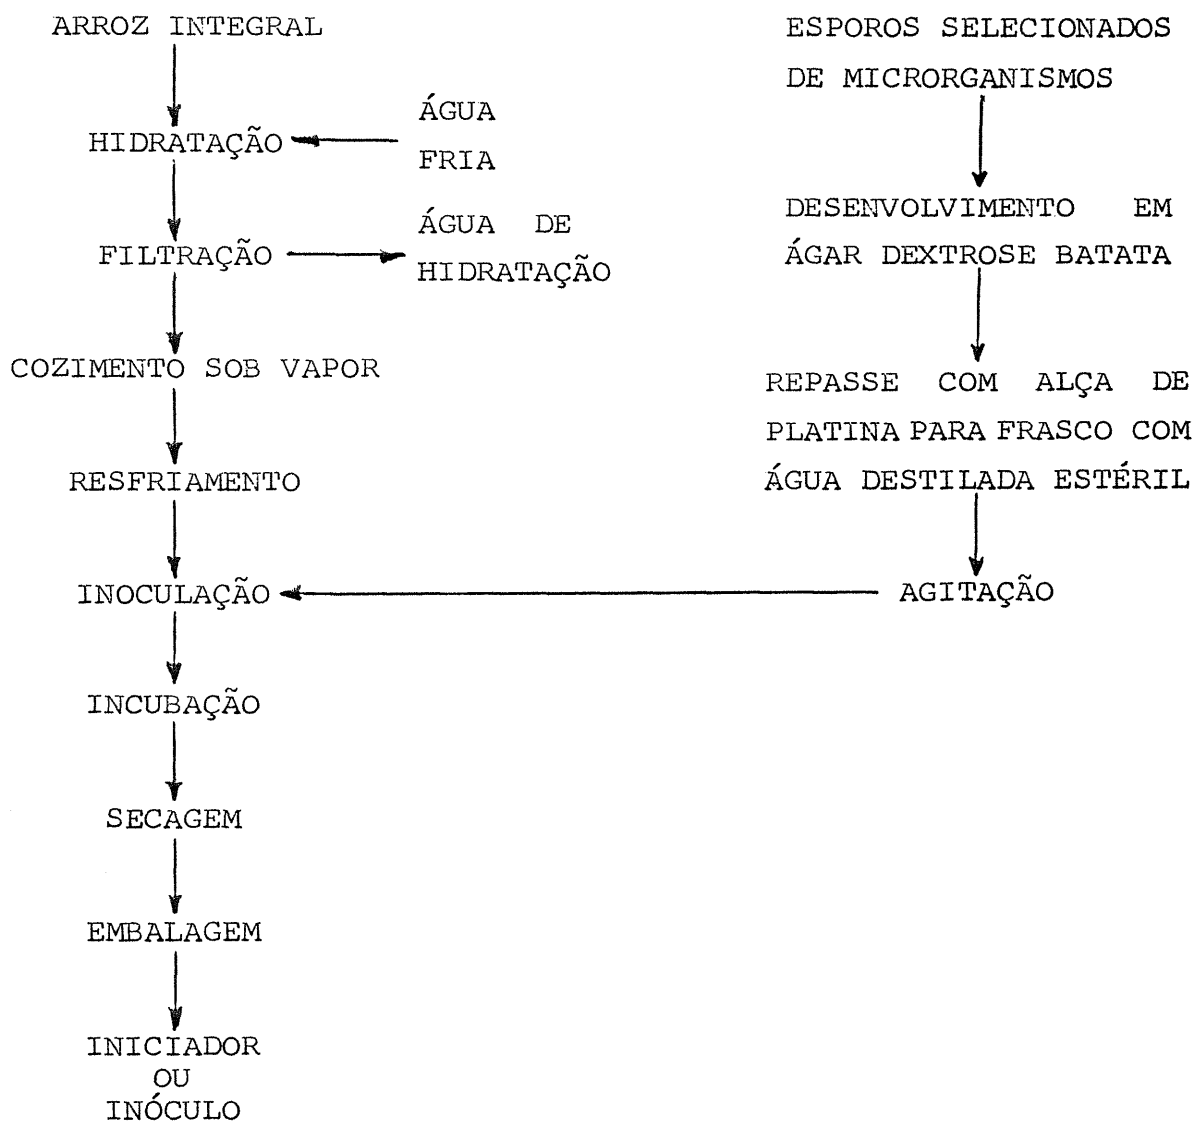 ARROZ INTEGRAL
HIDRATAÇÃO
ÁGUA
FRIA
FILTRAÇÃO
ÁGUA DE
HIDRATAÇÃO
COZIMENTO SOB VAPOR
RESFRIAMENTO
INOCULAÇÃO
INCUBAÇÃO
SECAGEM
EMBALAGEM
INICIADOR
OU
INÓCULO
ESPOROS SELECIONADOS
DE MICRORGANISMOS
DESENVOLVIMENTO EM
ÁGAR DEXTROSE BATATA
REPASSE COM ALÇA DE
PLATINA PARA FRASCO COM
ÁGUA DESTILADA ESTÉRIL
AGITAÇÃO